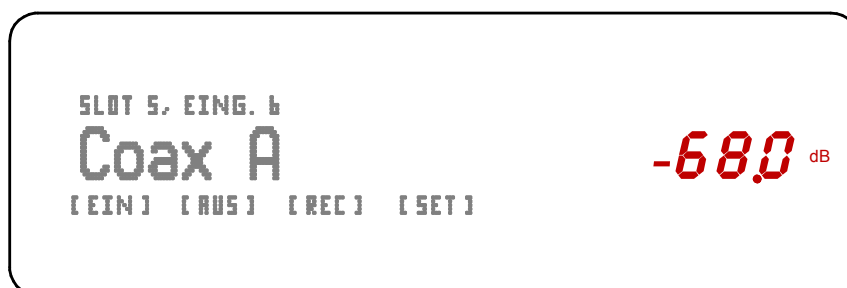 SLOT 5, EING. 6
Coax A
-68.0 dB
[EIN] [AUS] [REC] [SET]